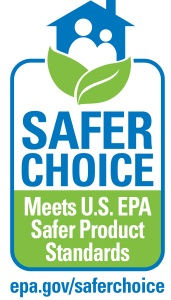 SAFER
CHOICE
Meets U.S. EPA
Safer Product
Standards
epa.gov/saferchoice